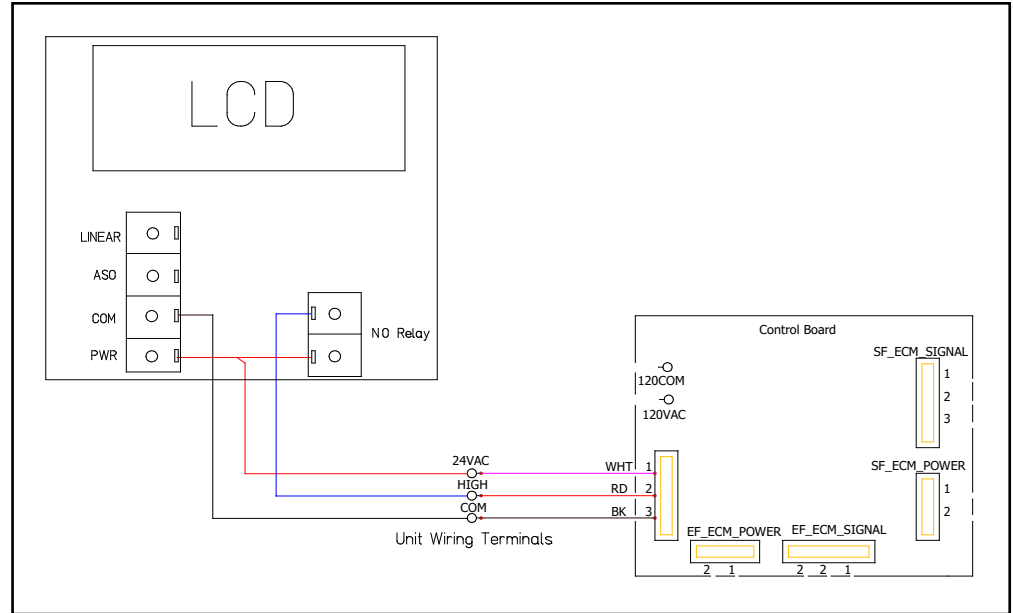 LCD
LINEAR
ASO
COM
PWR
NO Relay
Control Board
SF_ECM_SIGNAL
1
2
3
120COM
120VAC
24VAC
HIGH
COM
Unit Wiring Terminals
WHT 1
RD 2
BK 3
SF_ECM_POWER
1
2
EF_ECM_POWER
2 1
EF_ECM_SIGNAL
2 2 1